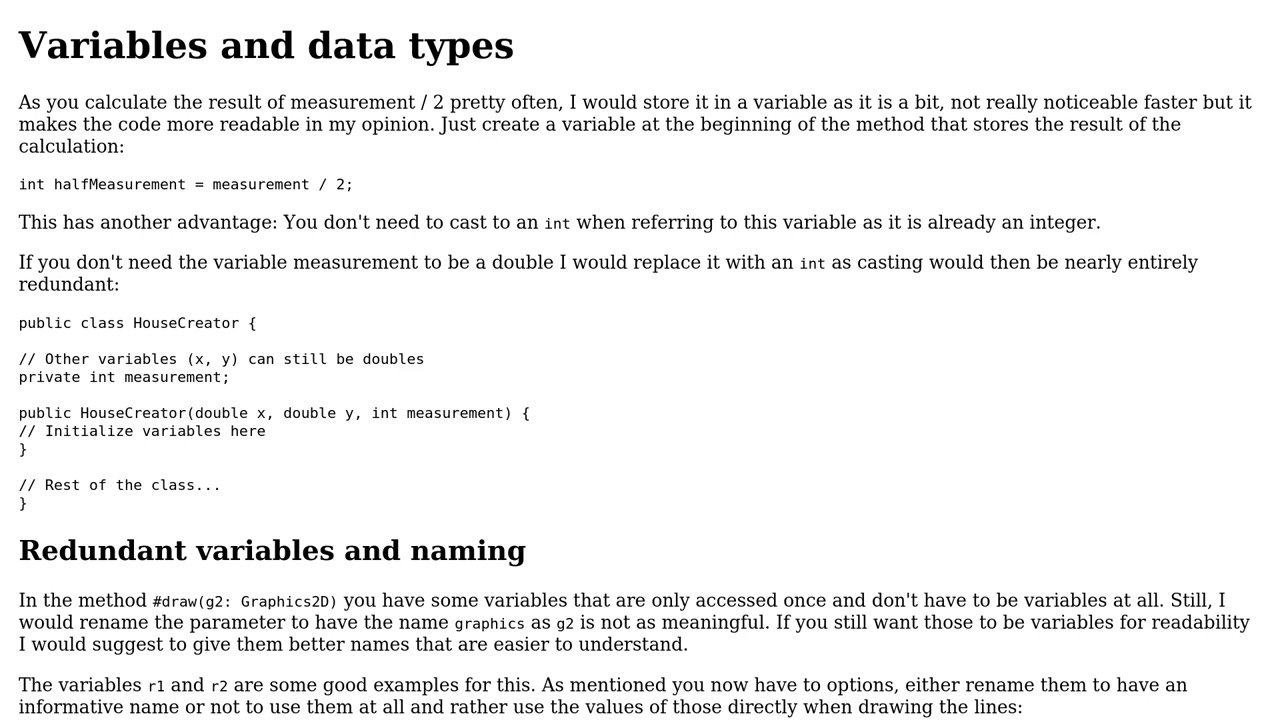 Variables and data types
As you calculate the result of measurement / 2 pretty often, I would store it in a variable as it is a bit, not really noticeable faster but it
makes the code more readable in my opinion. Just create a variable at the beginning of the method that stores the result of the
calculation:
int halfMeasurement = measurement / 2;
This has another advantage: You don't need to cast to an int when referring to this variable as it is already an integer.
If you don't need the variable measurement to be a double I would replace it with an int as casting would then be nearly entirely
redundant:
public class HouseCreator {
// Other variables (x, y) can still be doubles
private int measurement;
public HouseCreator(double x, double y, int measurement) {
// Initialize variables here
}
// Rest of the class...
}
Redundant variables and naming
In the method #draw(g2: Graphics2D) you have some variables that are only accessed once and don't have to be variables at all. Still, I
would rename the parameter to have the name graphics as g2 is not as meaningful. If you still want those to be variables for readability
I would suggest to give them better names that are easier to understand.
The variables r1 and r2 are some good examples for this. As mentioned you now have to options, either rename them to have an
informative name or not to use them at all and rather use the values of those directly when drawing the lines: